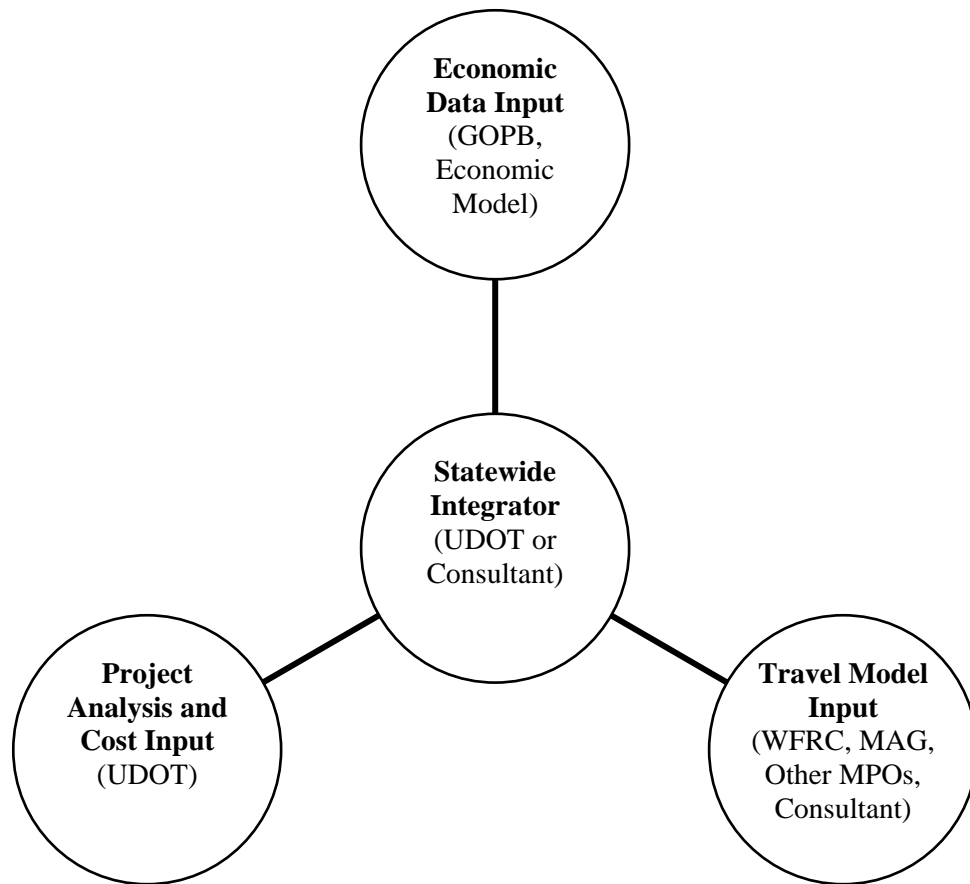 Economic
Data Input
(GOPB,
Economic
Model)
Statewide
Integrator
(UDOT or
Consultant)
Project
Analysis and
Cost Input
(UDOT)
Travel Model
Input
(WFRC, MAG,
Other MPOs,
Consultant)